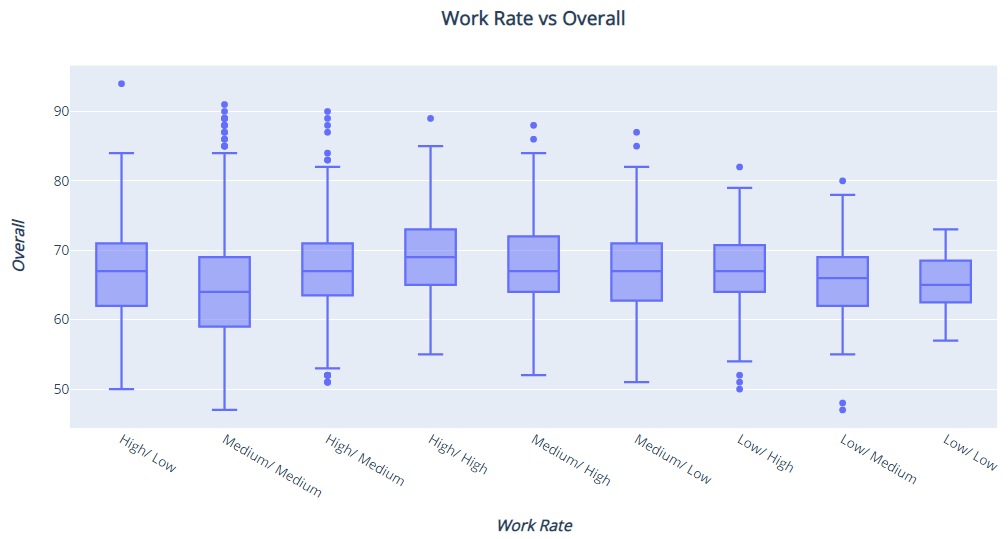 Work Rate vs Overall
Overall
90
80
70
60
50
High/ Low
Medium/ Medium
High/ Medium
High/ High
Medium/ High
Medium/ Low
Low/ High
Low/ Medium
Low/ Low
Work Rate